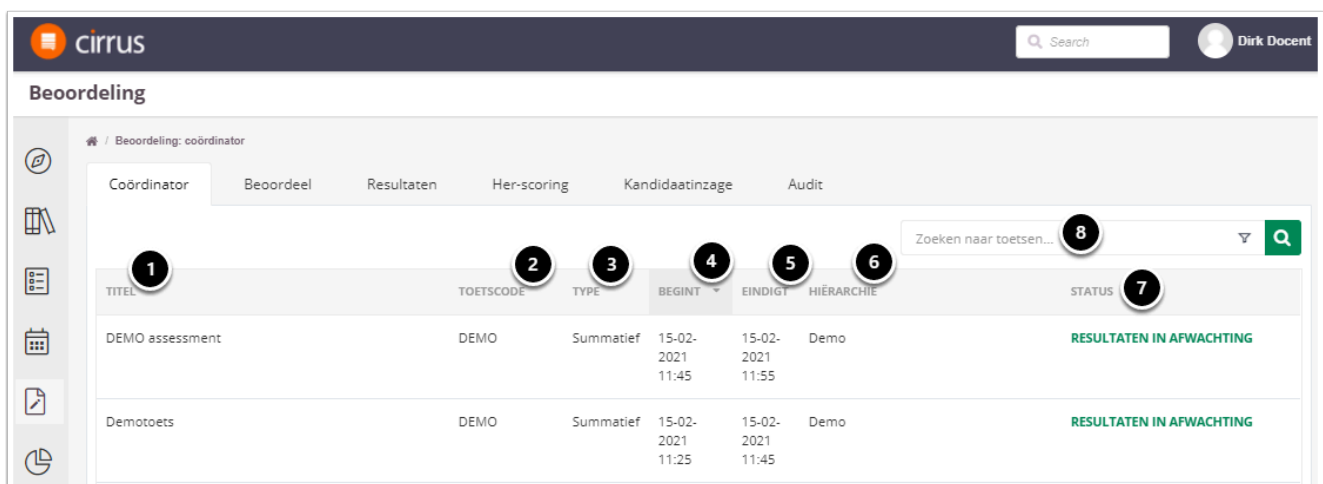 cirrus Search Dirk Docent
Beoordeling
/ Beoordeling: coördinator
Coördinator Beoordeel Resultaten Her-scoring Kandidaatinzage Audit
Zoeken naar toetsen... 8
1 2 3 4 5 6 7
TITEL TOETSCODE TYPE BEGINT EINDIGT HIËRARCHIE STATUS
DEMO assessment DEMO Summatief 15-02- 15-02- Demo RESULTATEN IN AFWACHTING
2021 2021
11:45 11:55
Demotoets DEMO Summatief 15-02- 15-02- Demo RESULTATEN IN AFWACHTING
2021 2021
11:25 11:45